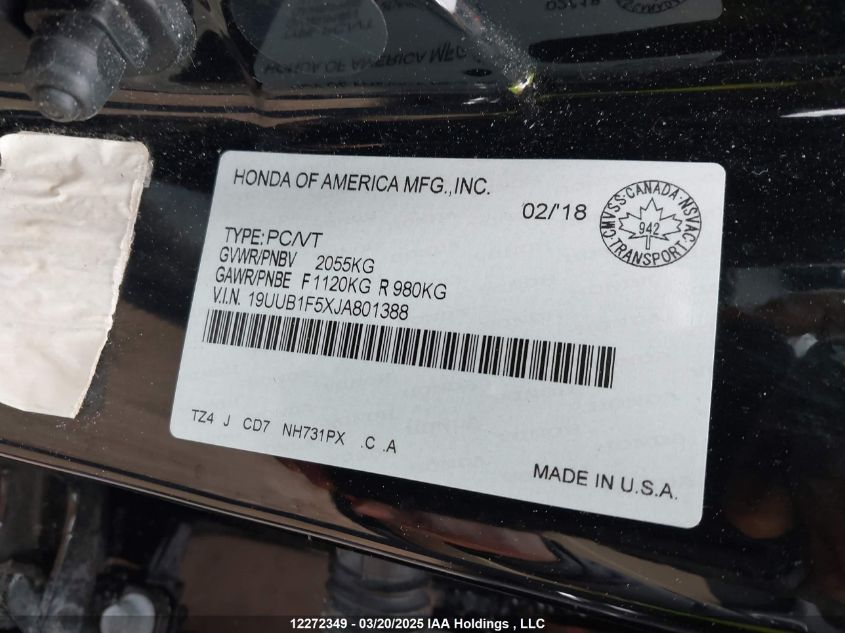 HONDA OF AMERICA MFG.,INC.
02/'18
CMVSS·CANADA·NSVAC
942
TRANSPORT
TYPE:PC/VT
GVWR/PNBV 2055KG
GAWR/PNBE F1120KG R 980KG
V.I.N. 19UUB1F5XJA801388
TZ4 J CD7 NH731PX .C .A
MADE IN U.S.A.
12272349 - 03/20/2025 IAA Holdings , LLC